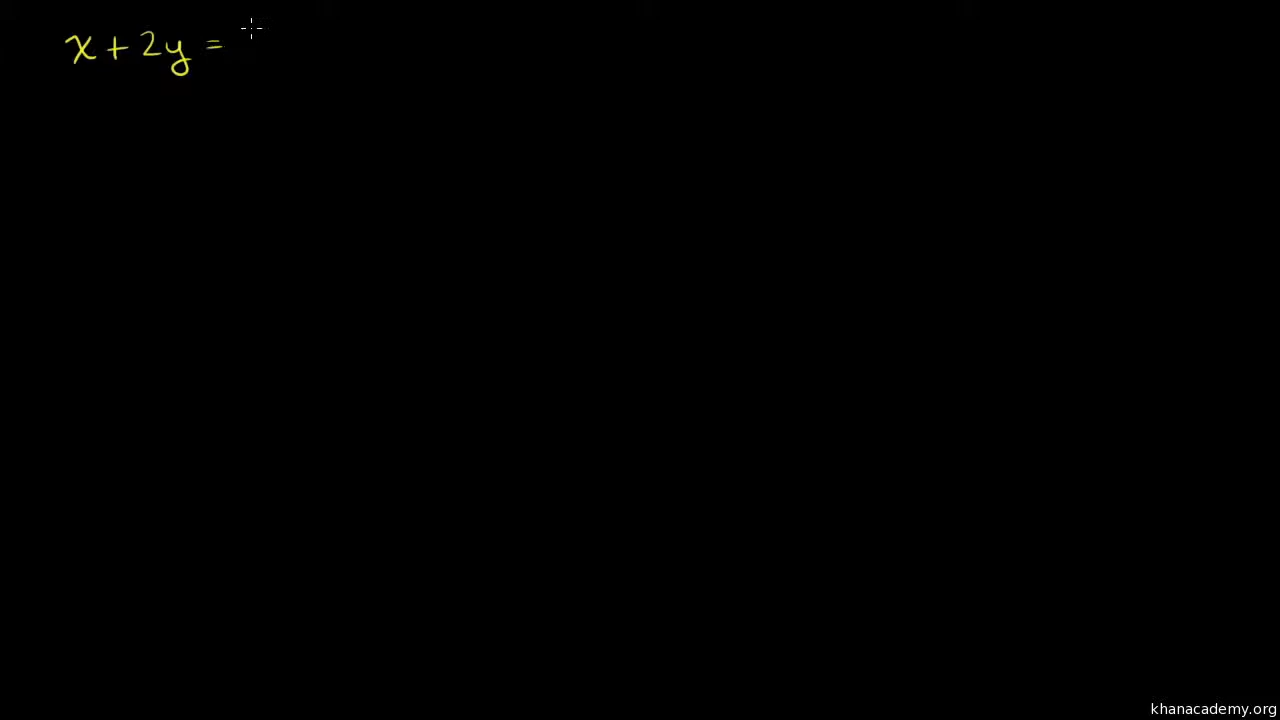 x + 2y =
khanacademy.org